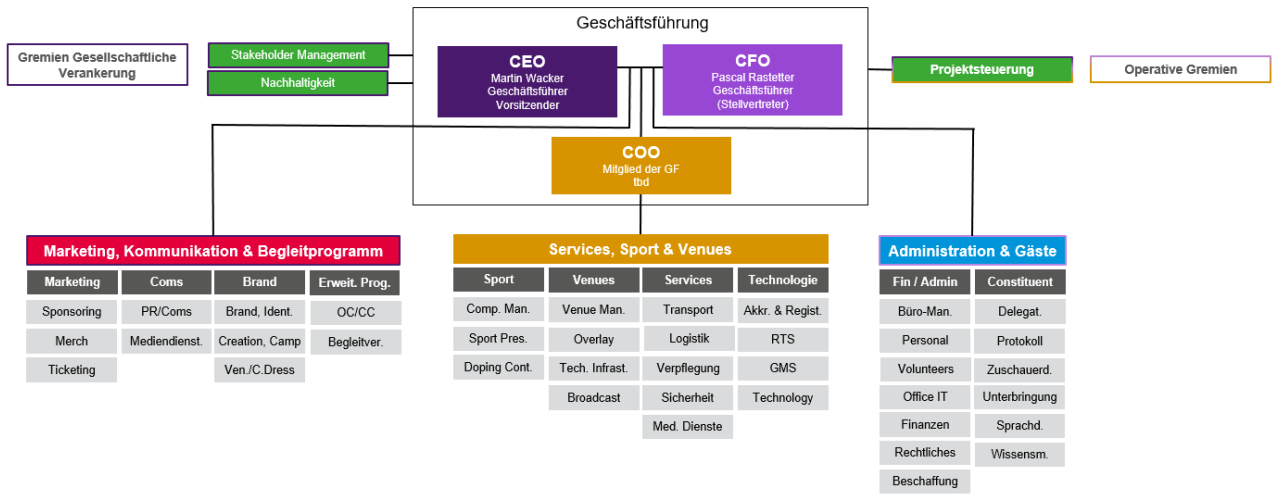 Geschäftsführung
Gremien Gesellschaftliche
Verankerung
Stakeholder Management
Nachhaltigkeit
CEO
Martin Wacker
Geschäftsführer
Vorsitzender
CFO
Pascal Rastetter
Geschäftsführer
(Stellvertreter)
Projektsteuerung
Operative Gremien
COO
Mitglied der GF
tbd
Marketing, Kommunikation & Begleitprogramm
Marketing
Sponsoring
Merch
Ticketing
Coms
PR/Coms
Mediendienst.
Brand
Brand, Ident.
Creation, Camp
Ven./C.Dress
Erweit. Prog.
OC/CC
Begleitver.
Services, Sport & Venues
Sport
Comp. Man.
Sport Pres.
Doping Cont.
Venues
Venue Man.
Overlay
Tech. Infrast.
Broadcast
Services
Transport
Logistik
Verpflegung
Sicherheit
Med. Dienste
Technologie
Akkr. & Regist.
RTS
GMS
Technology
Administration & Gäste
Fin / Admin
Büro-Man.
Personal
Volunteers
Office IT
Finanzen
Rechtliches
Beschaffung
Constituent
Delegat.
Protokoll
Zuschauerd.
Unterbringung
Sprachd.
Wissensm.